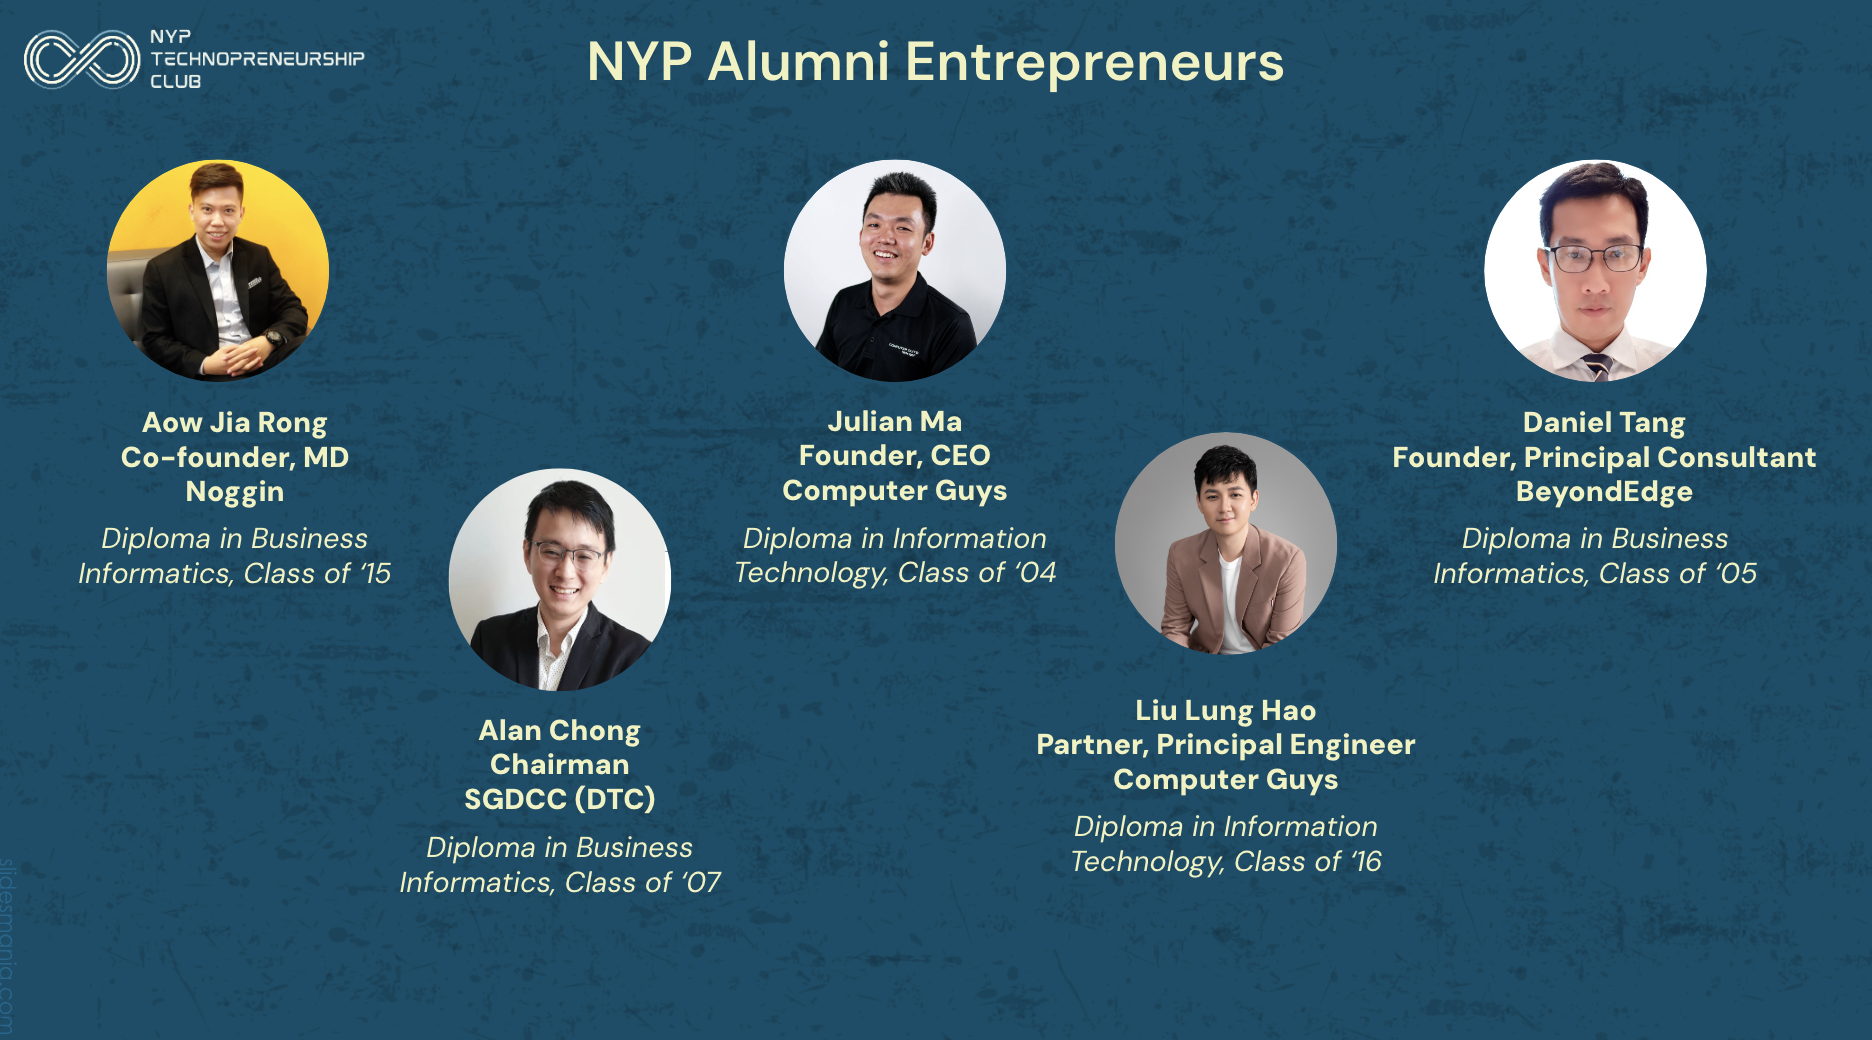 NYP
TECHNOPRENEURSHIP
CLUB
NYP Alumni Entrepreneurs
Aow Jia Rong
Co-founder, MD
Noggin
Diploma in Business
Informatics, Class of ‘15
Alan Chong
Chairman
SGDCC (DTC)
Diploma in Business
Informatics, Class of ‘07
Julian Ma
Founder, CEO
Computer Guys
Diploma in Information
Technology, Class of ‘04
Liu Lung Hao
Partner, Principal Engineer
Computer Guys
Diploma in Information
Technology, Class of ‘16
Daniel Tang
Founder, Principal Consultant
BeyondEdge
Diploma in Business
Informatics, Class of ‘05
slidesmania.com